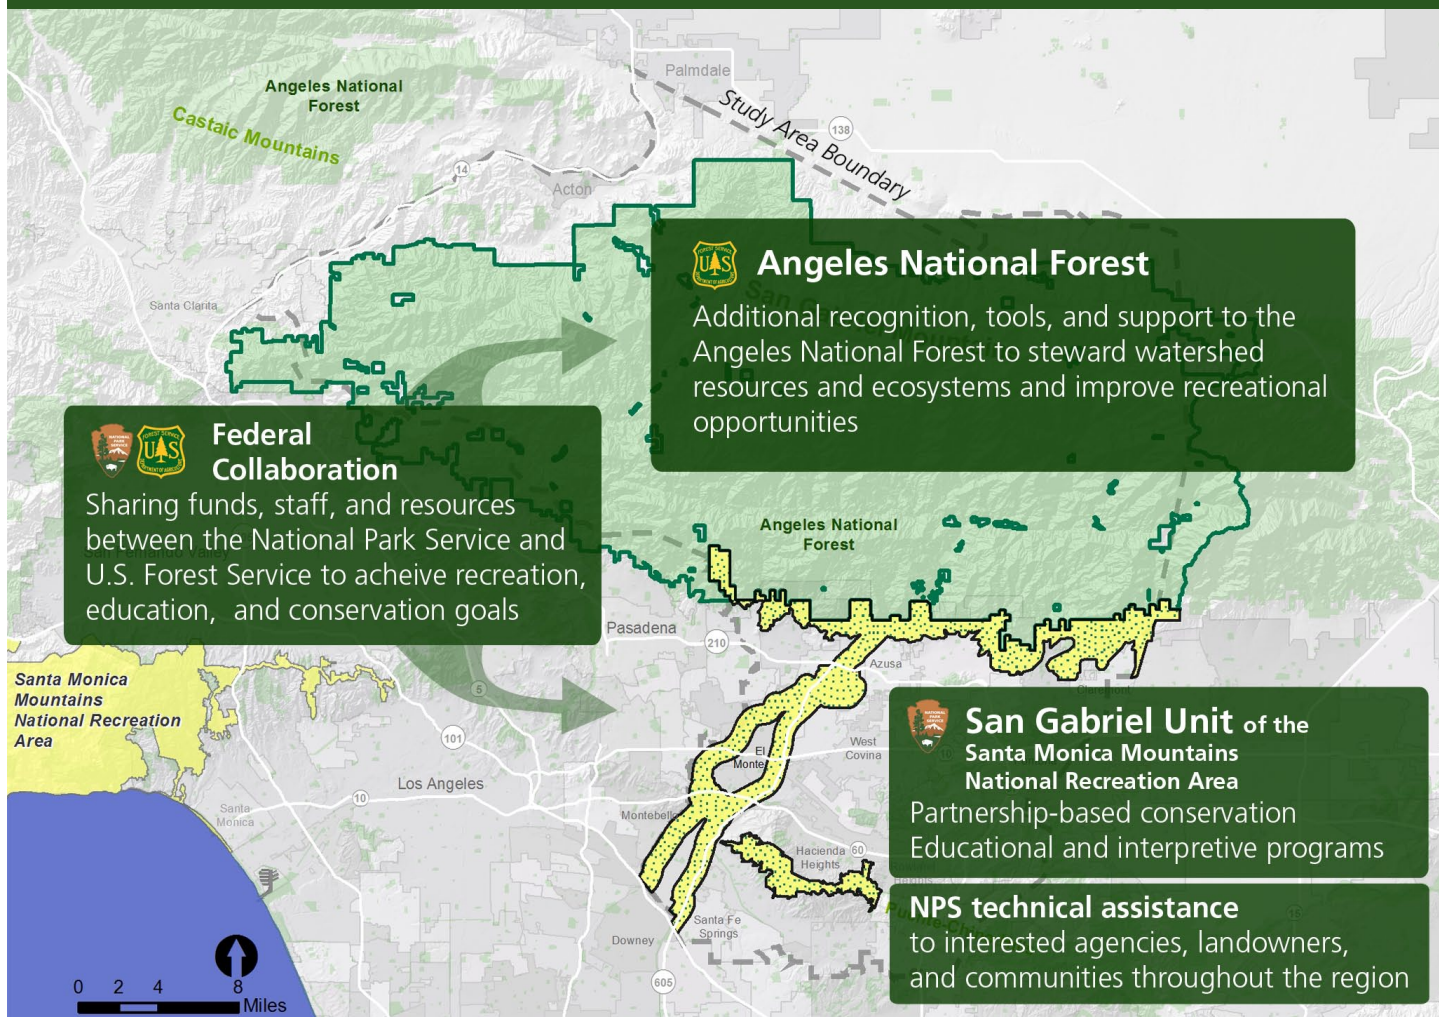 Palmdale
Angeles National
Forest
Castaic Mountains
Study Area Boundary
138
14
Acton
Santa Clarita
Angeles National Forest
Additional recognition, tools, and support to the
Angeles National Forest to steward watershed
resources and ecosystems and improve recreational
opportunities
Federal
Collaboration
Sharing funds, staff, and resources
between the National Park Service and
U.S. Forest Service to acheive recreation,
education,  and conservation goals
Angeles National
Forest
Pasadena
210
Azusa
Claremont
Santa Monica
Mountains
National Recreation
Area
5
101
West
Covina
10
El
Monte
Los Angeles
10
Santa
Monica
Montebello
Hacienda
Heights
60
San Gabriel Unit of the
Santa Monica Mountains
National Recreation Area
Partnership-based conservation
Educational and interpretive programs
NPS technical assistance
to interested agencies, landowners,
and communities throughout the region
15
Santa Fe
Springs
Downey
605
0 2 4 8
Miles